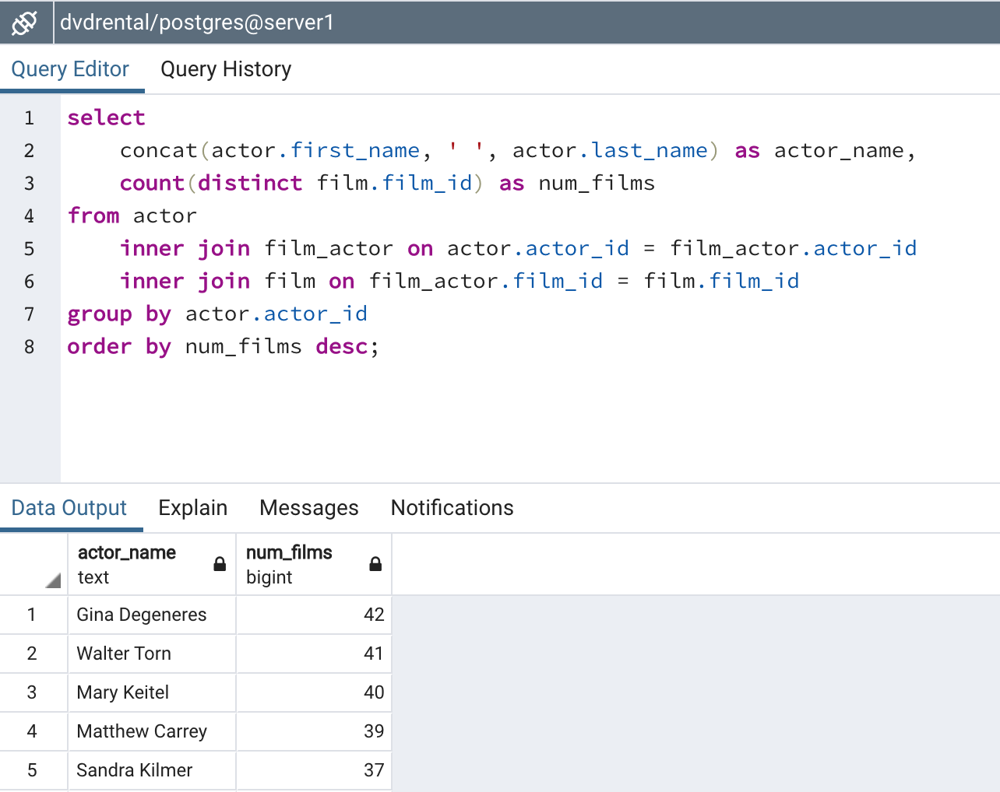 dvdrental/postgres@server1
Query Editor Query History
1 select
2 concat(actor.first_name, ' ', actor.last_name) as actor_name,
3 count(distinct film.film_id) as num_films
4 from actor
5 inner join film_actor on actor.actor_id = film_actor.actor_id
6 inner join film on film_actor.film_id = film.film_id
7 group by actor.actor_id
8 order by num_films desc;
Data Output Explain Messages Notifications
actor_name num_films
text bigint
1 Gina Degeneres 42
2 Walter Torn 41
3 Mary Keitel 40
4 Matthew Carrey 39
5 Sandra Kilmer 37